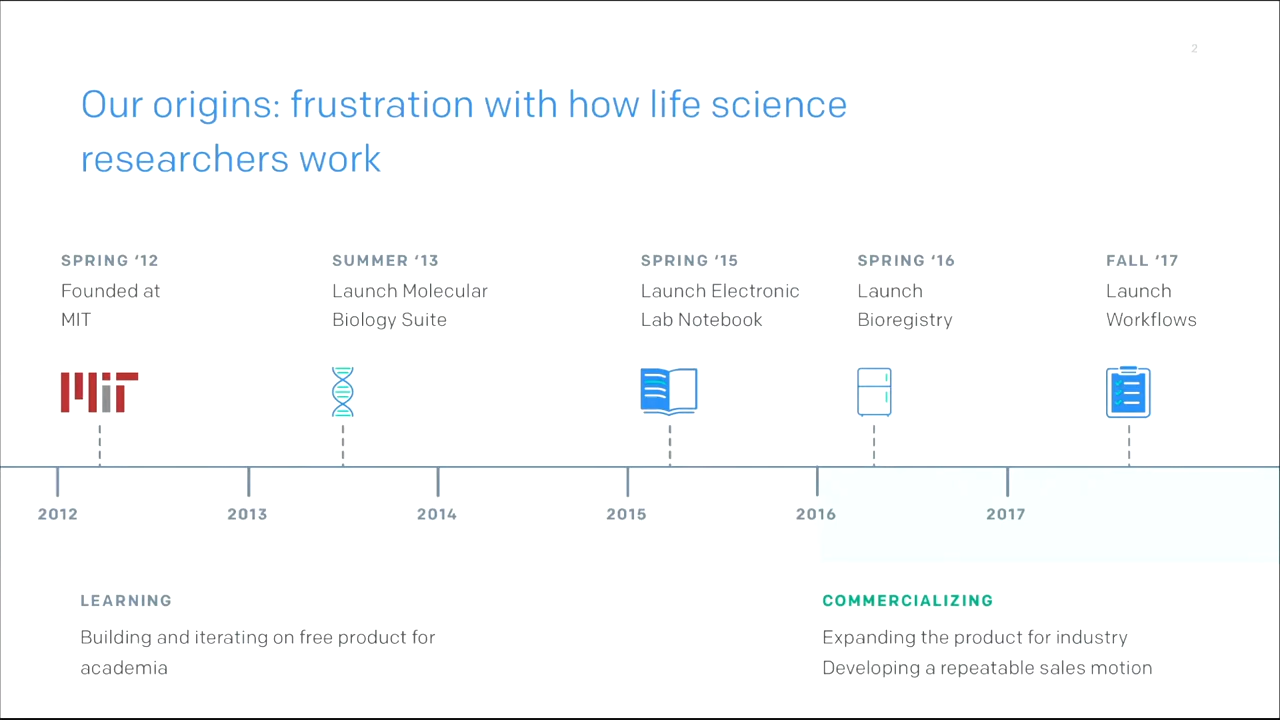 2
Our origins: frustration with how life science
researchers work
SPRING ‘12
Founded at
MIT
SUMMER ‘13
Launch Molecular
Biology Suite
SPRING ‘15
Launch Electronic
Lab Notebook
SPRING ‘16
Launch
Bioregistry
FALL ‘17
Launch
Workflows
MIT
2012
2013
2014
2015
2016
2017
LEARNING
Building and iterating on free product for
academia
COMMERCIALIZING
Expanding the product for industry
Developing a repeatable sales motion